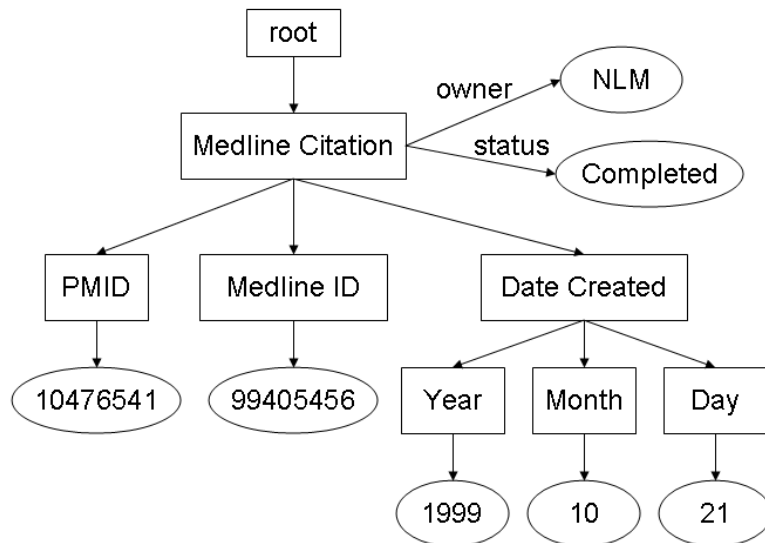 root
owner
NLM
Medline Citation
status
Completed
PMID
Medline ID
Date Created
10476541
99405456
Year
Month
Day
1999
10
21